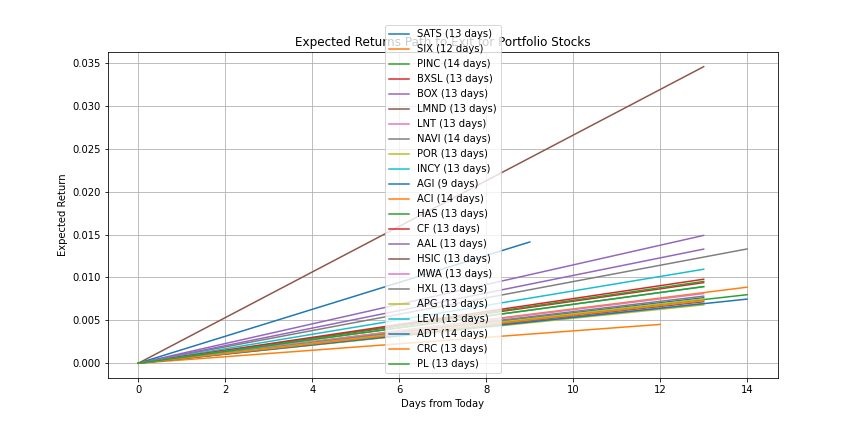 Expected Returns Path to Exit for Portfolio Stocks
SATS (13 days)
SIX (12 days)
PINC (14 days)
BXSL (13 days)
BOX (13 days)
LMND (13 days)
LNT (13 days)
NAVI (14 days)
POR (13 days)
INCY (13 days)
AGI (9 days)
ACI (14 days)
HAS (13 days)
CF (13 days)
AAL (13 days)
HSIC (13 days)
MWA (13 days)
HXL (13 days)
APG (13 days)
LEVI (13 days)
ADT (14 days)
CRC (13 days)
PL (13 days)
Expected Return
0.035
0.030
0.025
0.020
0.015
0.010
0.005
0.000
0 2 4 6 8 10 12 14
Days from Today